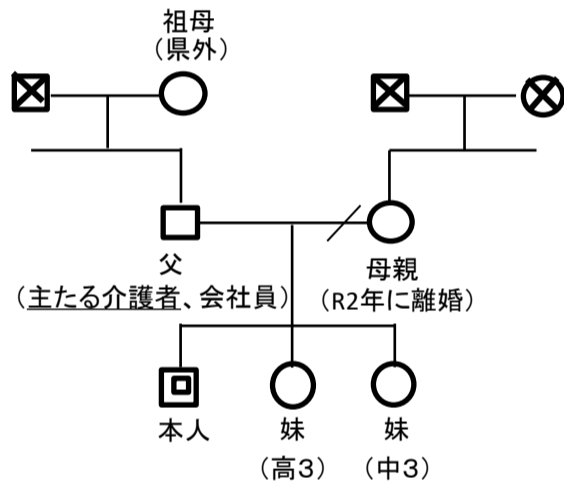 祖母
（県外）
父
（主たる介護者、会社員）
母親
（R2年に離婚）
本人
妹
（高３）
妹
（中３）